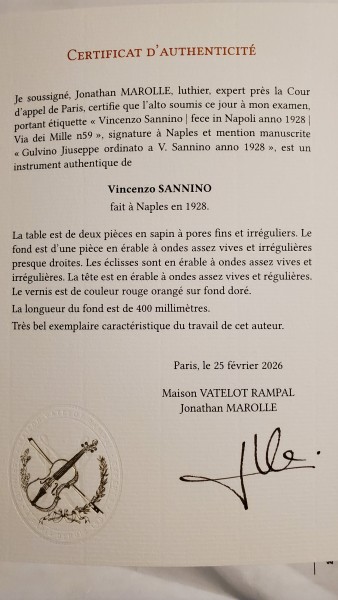 CERTIFICAT D'AUTHENTICITÉ
Je soussigné, Jonathan MAROLLE, luthier, expert près la Cour
d'appel de Paris, certifie que l'alto soumis ce jour à mon examen,
portant étiquette « Vincenzo Sannino | fece in Napoli anno 1928 |
Via dei Mille n59 », signature à Naples et mention manuscrite
« Gulvino Jiuseppe ordinato a V. Sannino anno 1928 », est un
instrument authentique de
Vincenzo SANNINO
fait à Naples en 1928.
La table est de deux pièces en sapin à pores fins et irréguliers. Le
fond est d'une pièce en érable à ondes assez vives et irrégulières
presque droites. Les éclisses sont en érable à ondes assez vives et
irrégulières. La tête est en érable à ondes assez vives et régulières.
Le vernis est de couleur rouge orangé sur fond doré.
La longueur du fond est de 400 millimètres.
Très bel exemplaire caractéristique du travail de cet auteur.
Paris, le 25 février 2026
Maison VATELOT RAMPAL
Jonathan MAROLLE